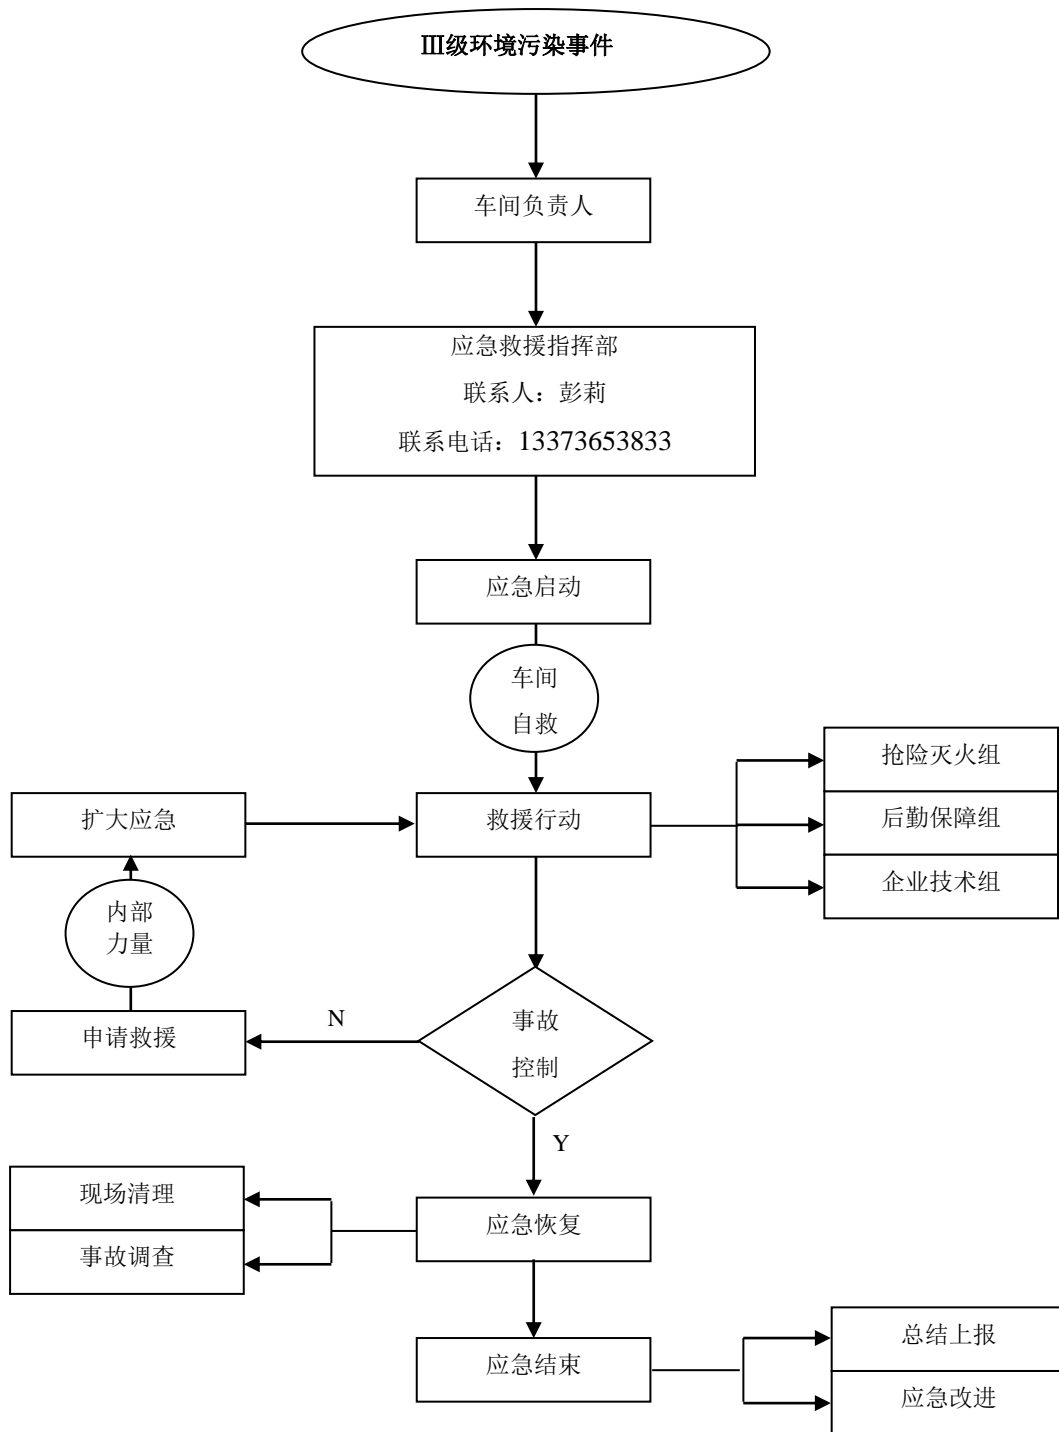 Ⅲ级环境污染事件
车间负责人
应急救援指挥部
联系人：彭莉
联系电话：13373653833
应急启动
车间
自救
抢险灭火组
扩大应急
救援行动
后勤保障组
企业技术组
内部
力量
申请救援
N
事故
控制
Y
现场清理
应急恢复
事故调查
总结上报
应急结束
应急改进